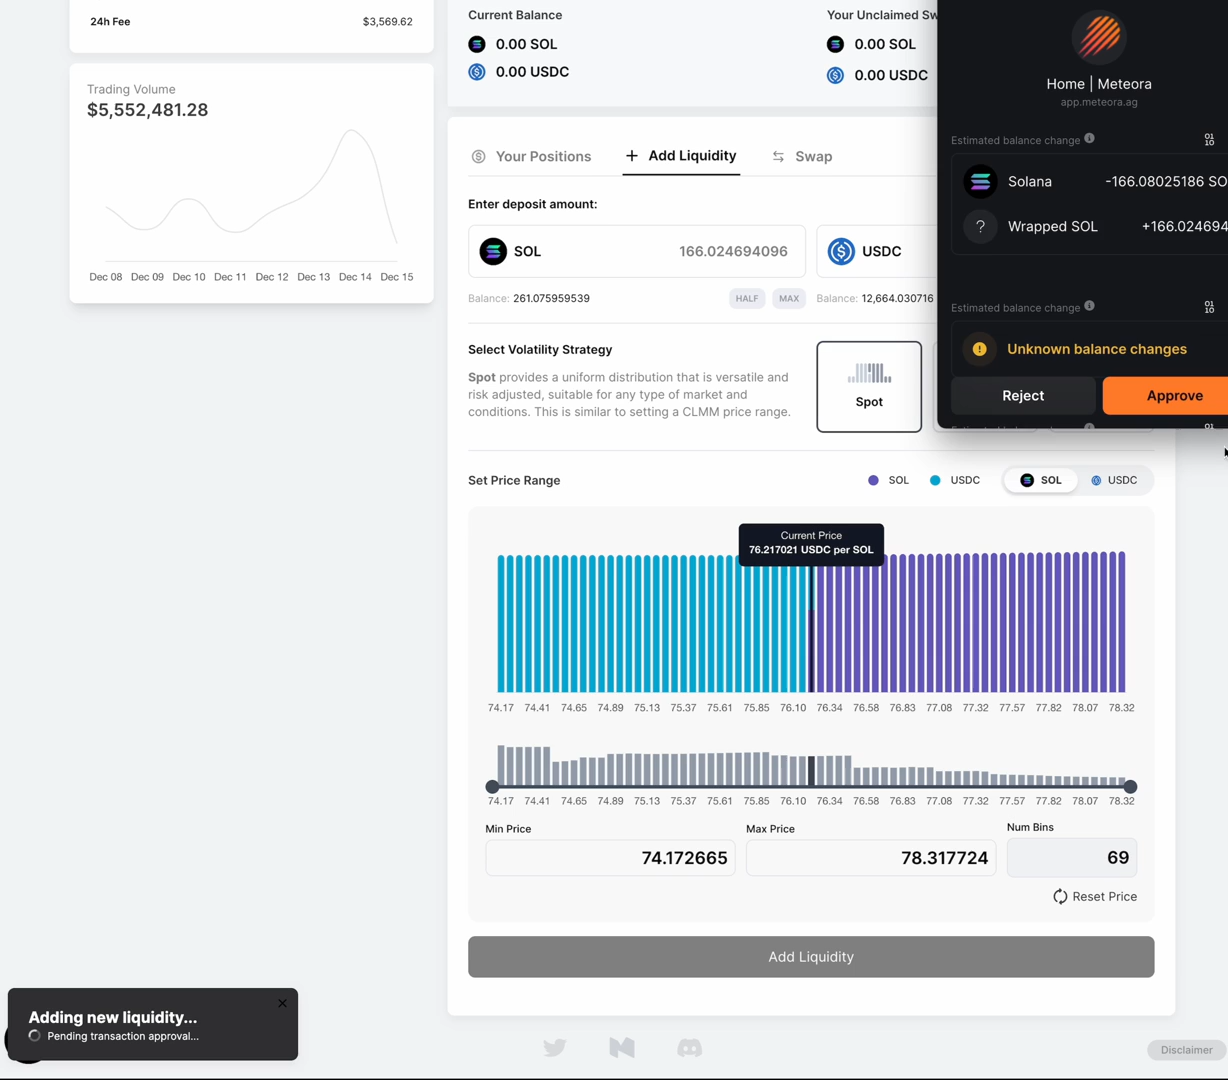 24h Fee $3,569.62
Trading Volume
$5,552,481.28
Dec 08 Dec 09 Dec 10 Dec 11 Dec 12 Dec 13 Dec 14 Dec 15
Current Balance
0.00 SOL
0.00 USDC
Your Unclaimed Sw
0.00 SOL
0.00 USDC
Your Positions Add Liquidity Swap
Enter deposit amount:
SOL 166.024694096
USDC
Balance: 261.075959539 HALF MAX
Balance: 12,664.030716
Select Volatility Strategy
Spot provides a uniform distribution that is versatile and
risk adjusted, suitable for any type of market and
conditions. This is similar to setting a CLMM price range.
Spot
Home | Meteora
app.meteora.ag
Estimated balance change
Solana -166.08025186 SO
? Wrapped SOL +166.024694
Estimated balance change
Unknown balance changes
Reject Approve
Set Price Range
SOL USDC SOL USDC
Current Price
76.217021 USDC per SOL
74.17 74.41 74.65 74.89 75.13 75.37 75.61 75.85 76.10 76.34 76.58 76.83 77.08 77.32 77.57 77.82 78.07 78.32
74.17 74.41 74.65 74.89 75.13 75.37 75.61 75.85 76.10 76.34 76.58 76.83 77.08 77.32 77.57 77.82 78.07 78.32
Min Price Max Price Num Bins
74.172665 78.317724 69
Reset Price
Add Liquidity
Adding new liquidity...
Pending transaction approval...
Disclaimer